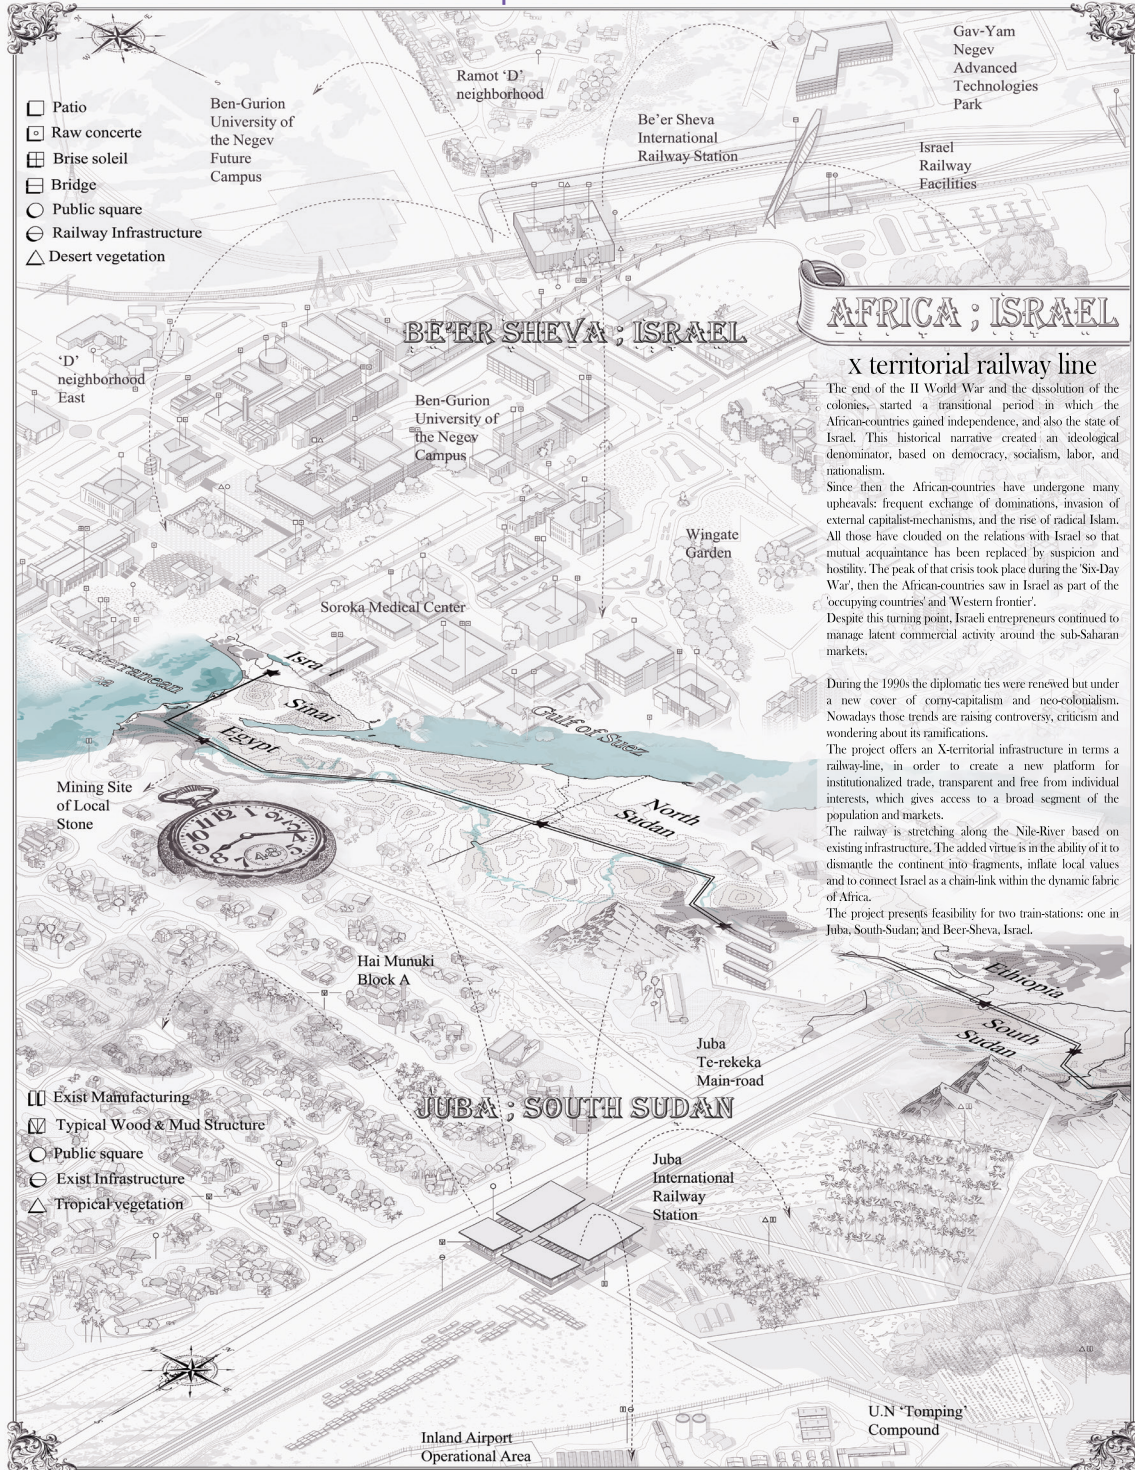 Gav-Yam
Negev
Advanced
Technologies
Park
Ramot 'D'
neighborhood
Ben-Gurion
University of
the Negev
Future
Campus
Be'er Sheva
International
Railway Station
Israel
Railway
Facilities
Patio
Raw concerte
Brise soleil
Bridge
Public square
Railway Infrastructure
Desert vegetation
BE'ER SHEVA ; ISRAEL
AFRICA ; ISRAEL
X territorial railway line
The end of the II World War and the dissolution of the
colonies, started a transitional period in which the
African-countries gained independence, and also the state of
Israel. This historical narrative created an ideological
denominator, based on democracy, socialism, labor, and
nationalism.
Since then the African-countries have undergone many
upheavals: frequent exchange of dominations, invasion of
external capitalist-mechanisms, and the rise of radical Islam.
All those have clouded on the relations with Israel so that
mutual acquaintance has been replaced by suspicion and
hostility. The peak of that crisis took place during the 'Six-Day
War', then the African-countries saw in Israel as part of the
'occupying countries' and 'Western frontier'.
Despite this turning point, Israeli entrepreneurs continued to
manage latent commercial activity around the sub-Saharan
markets.
During the 1990s the diplomatic ties were renewed but under
a new cover of corny-capitalism and neo-colonialism.
Nowadays those trends are raising controversy, criticism and
wondering about its ramifications.
The project offers an X-territorial infrastructure in terms a
railway-line, in order to create a new platform for
institutionalized trade, transparent and free from individual
interests, which gives access to a broad segment of the
population and markets.
The railway is stretching along the Nile-River based on
existing infrastructure. The added virtue is in the ability of it to
dismantle the continent into fragments, inflate local values
and to connect Israel as a chain-link within the dynamic fabric
of Africa.
The project presents feasibility for two train-stations: one in
Juba, South-Sudan; and Beer-Sheva, Israel.
'D'
neighborhood
East
Ben-Gurion
University of
the Negev
Campus
Wingate
Garden
Soroka Medical Center
Mediterranean
Israel
Sinai
Gulf of Suez
Egypt
North
Sudan
Mining Site
of Local
Stone
Hai Munuki
Block A
Ethiopia
South
Sudan
Juba
Te-rekeka
Main-road
JUBA ; SOUTH SUDAN
Exist Manufacturing
Typical Wood & Mud Structure
Public square
Exist Infrastructure
Tropical vegetation
Juba
International
Railway
Station
U.N 'Tomping'
Compound
Inland Airport
Operational Area